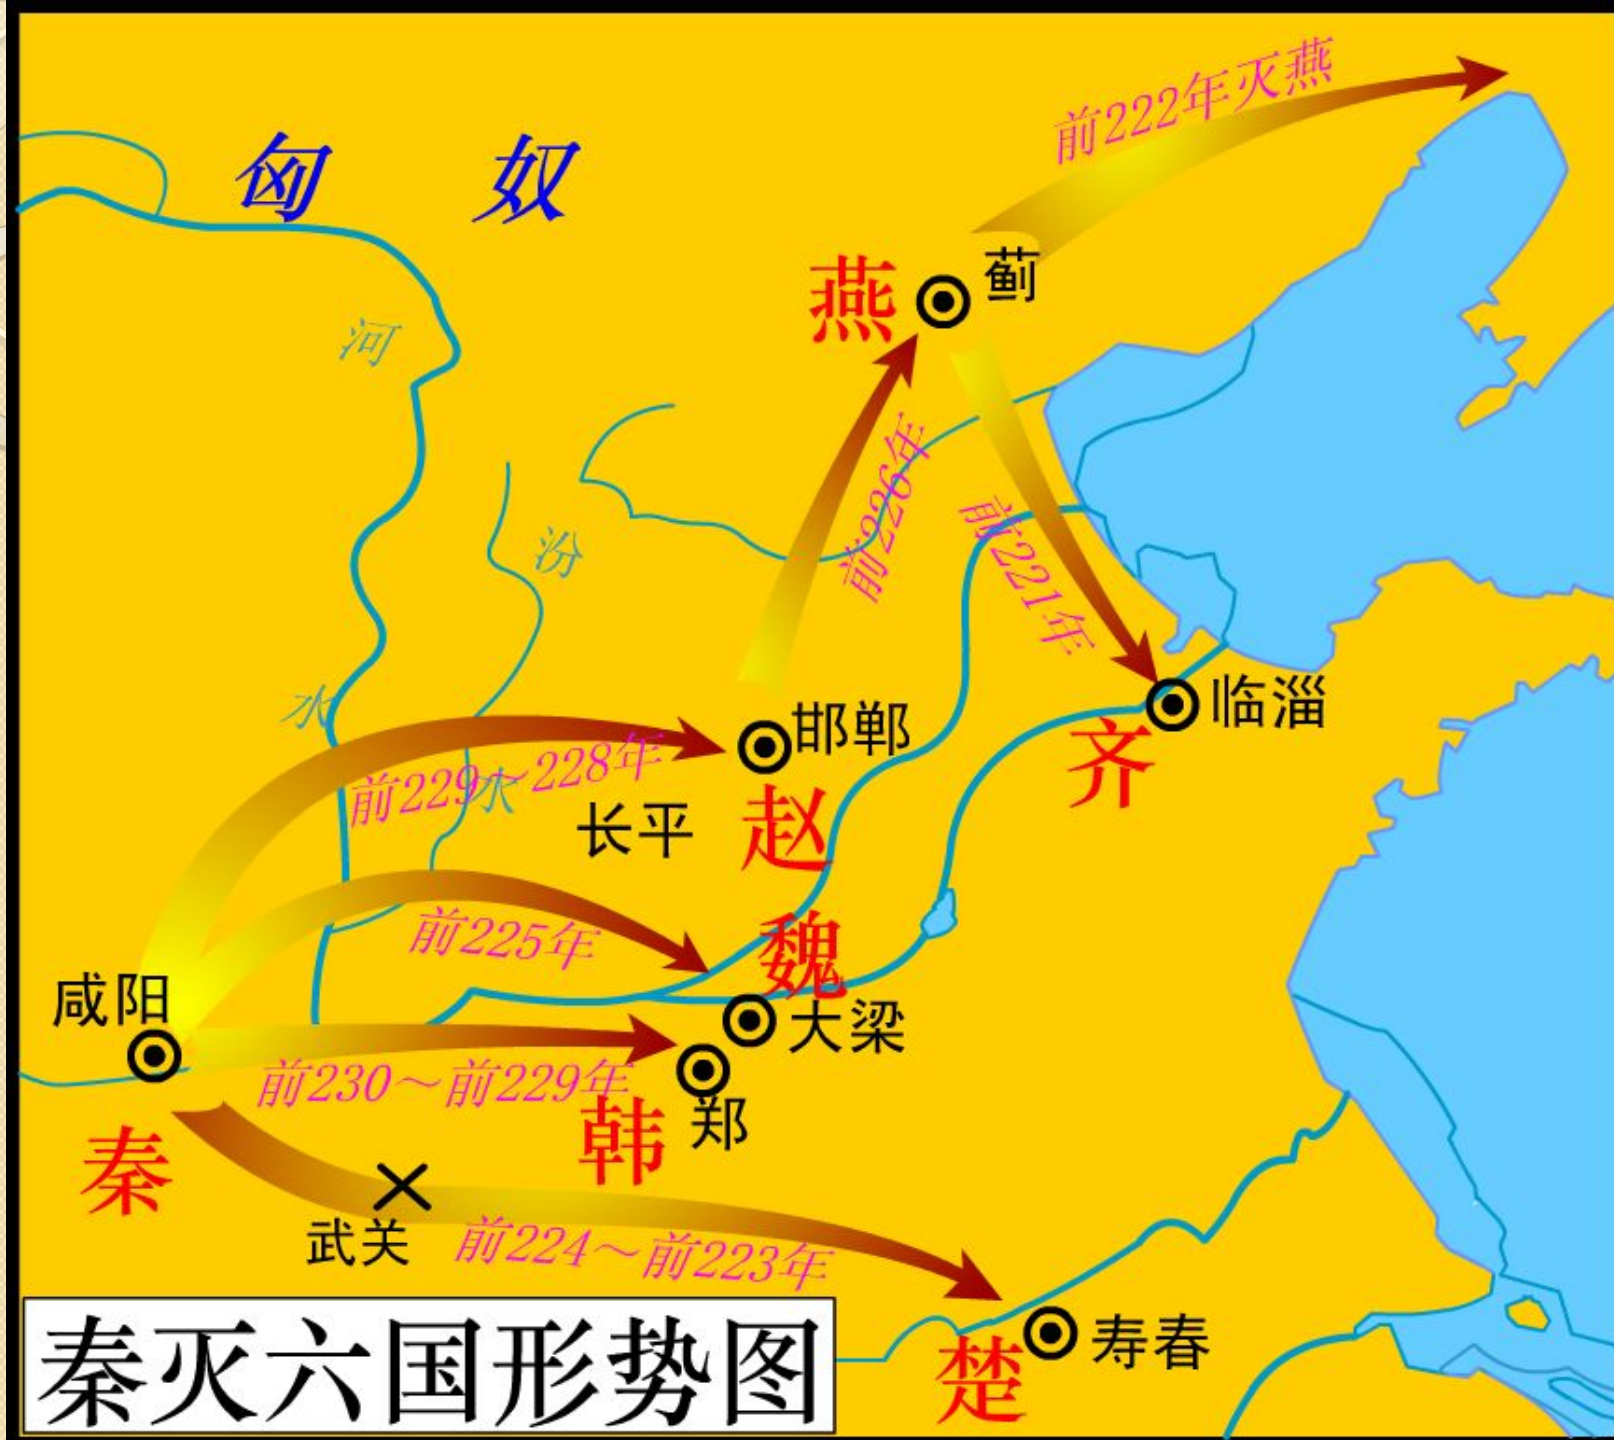 前222年灭燕
匈奴
蓟
燕
河
前226年
前221年
汾
水
临淄
邯郸
齐
前229～228年
水
长平
赵
前225年
魏
咸阳
大梁
前230～前229年
韩
郑
秦
武关
前224～前223年
寿春
楚
秦灭六国形势图